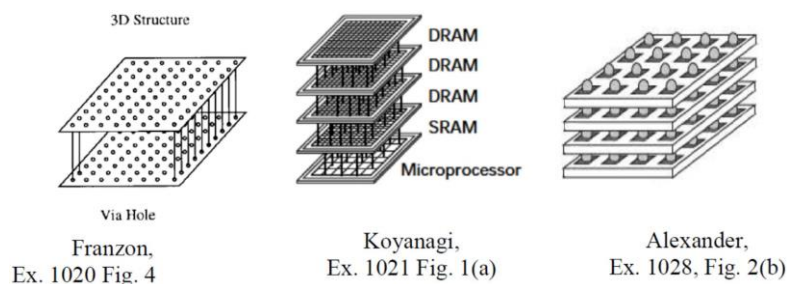 3D Structure
Via Hole
Franzon,
Ex. 1020 Fig. 4
DRAM
DRAM
DRAM
SRAM
Microprocessor
Koyanagi,
Ex. 1021 Fig. 1(a)
Alexander,
Ex. 1028, Fig. 2(b)